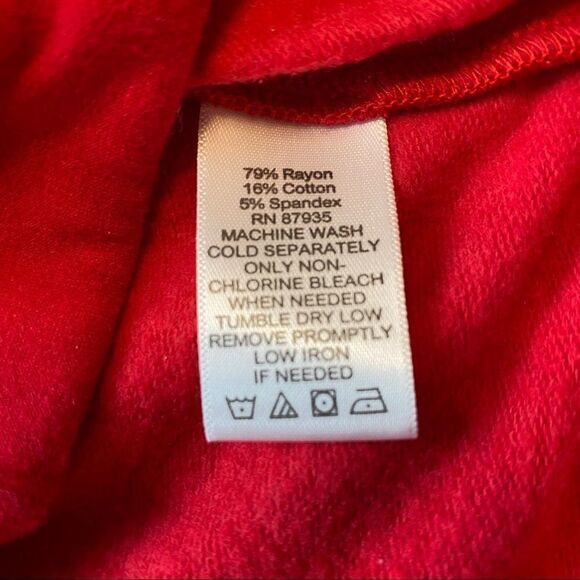 79% Rayon
16% Cotton
5% Spandex
RN 87935
MACHINE WASH
COLD SEPARATELY
ONLY NON-
CHLORINE BLEACH
WHEN NEEDED
TUMBLE DRY LOW
REMOVE PROMPTLY
LOW IRON
IF NEEDED